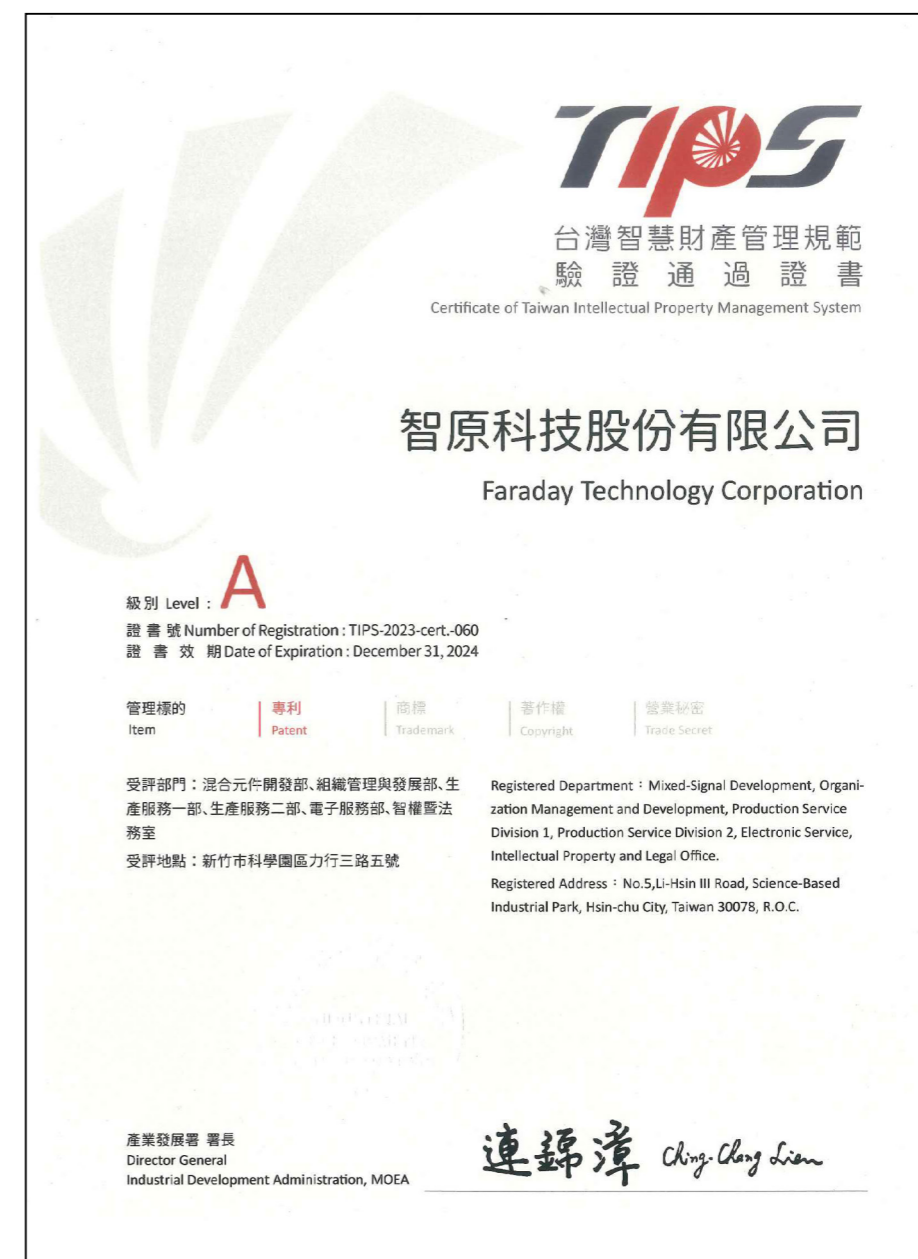 TIPS
台灣智慧財產管理規範
驗證通過證書
Certificate of Taiwan Intellectual Property Management System
智原科技股份有限公司
Faraday Technology Corporation
級別 Level : A
證書號 Number of Registration : TIPS-2023-cert.-060
證書效期 Date of Expiration : December 31, 2024
管理標的 專利 商標 著作權 營業秘密
Item Patent Trademark Copyright Trade Secret
受評部門：混合元件開發部、組織管理與發展部、生
產服務一部、生產服務二部、電子服務部、智權暨法
務室
受評地點：新竹市科學園區力行三路五號
Registered Department：Mixed-Signal Development, Organi-
zation Management and Development, Production Service
Division 1, Production Service Division 2, Electronic Service,
Intellectual Property and Legal Office.
Registered Address：No.5,Li-Hsin III Road, Science-Based
Industrial Park, Hsin-chu City, Taiwan 30078, R.O.C.
產業發展署 署長
Director General
Industrial Development Administration, MOEA
連錦漳 Ching-Chang Lien